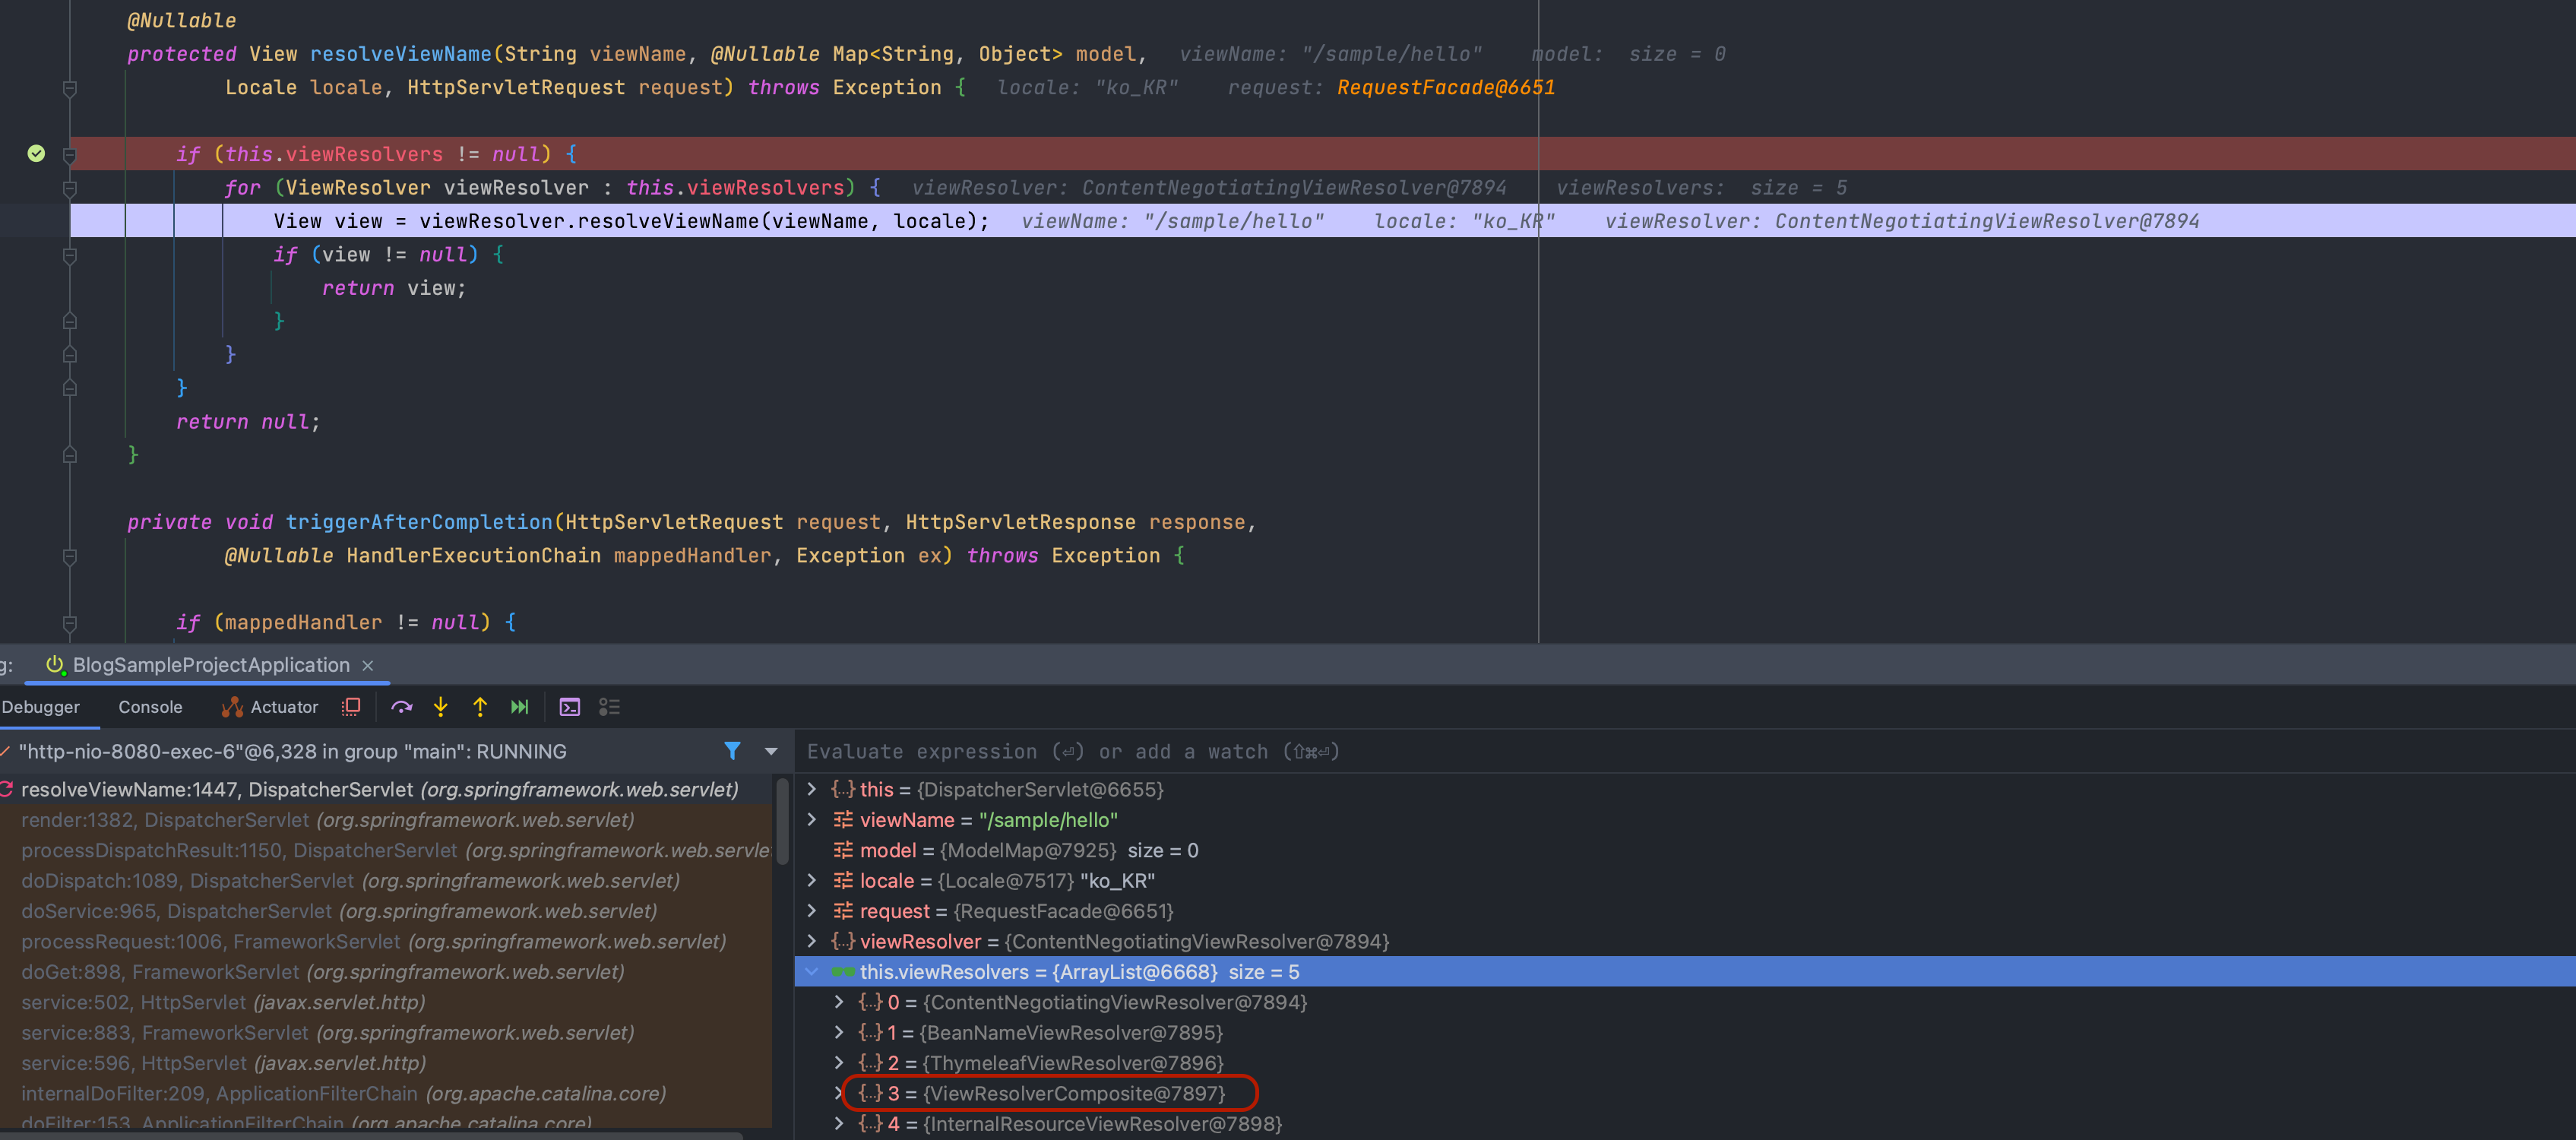 @Nullable
protected View resolveViewName(String viewName, @Nullable Map<String, Object> model,   viewName: "/sample/hello"    model:  size = 0
        Locale locale, HttpServletRequest request) throws Exception {   locale: "ko_KR"    request: RequestFacade@6651
    if (this.viewResolvers != null) {
        for (ViewResolver viewResolver : this.viewResolvers) {   viewResolver: ContentNegotiatingViewResolver@7894    viewResolvers:  size = 5
            View view = viewResolver.resolveViewName(viewName, locale);   viewName: "/sample/hello"    locale: "ko_KR"    viewResolver: ContentNegotiatingViewResolver@7894
            if (view != null) {
                return view;
            }
        }
    }
    return null;
}
private void triggerAfterCompletion(HttpServletRequest request, HttpServletResponse response,
        @Nullable HandlerExecutionChain mappedHandler, Exception ex) throws Exception {
    if (mappedHandler != null) {
g:   BlogSampleProjectApplication ×
Debugger   Console   Actuator
"http-nio-8080-exec-6"@6,328 in group "main": RUNNING
resolveViewName:1447, DispatcherServlet (org.springframework.web.servlet)
render:1382, DispatcherServlet (org.springframework.web.servlet)
processDispatchResult:1150, DispatcherServlet (org.springframework.web.servlet
doDispatch:1089, DispatcherServlet (org.springframework.web.servlet)
doService:965, DispatcherServlet (org.springframework.web.servlet)
processRequest:1006, FrameworkServlet (org.springframework.web.servlet)
doGet:898, FrameworkServlet (org.springframework.web.servlet)
service:502, HttpServlet (javax.servlet.http)
service:883, FrameworkServlet (org.springframework.web.servlet)
service:596, HttpServlet (javax.servlet.http)
internalDoFilter:209, ApplicationFilterChain (org.apache.catalina.core)
doFilter:153, ApplicationFilterChain (org.apache.catalina.core)
Evaluate expression (⏎) or add a watch (⇧⌘⏎)
this = {DispatcherServlet@6655}
viewName = "/sample/hello"
model = {ModelMap@7925}  size = 0
locale = {Locale@7517} "ko_KR"
request = {RequestFacade@6651}
viewResolver = {ContentNegotiatingViewResolver@7894}
this.viewResolvers = {ArrayList@6668}  size = 5
0 = {ContentNegotiatingViewResolver@7894}
1 = {BeanNameViewResolver@7895}
2 = {ThymeleafViewResolver@7896}
3 = {ViewResolverComposite@7897}
4 = {InternalResourceViewResolver@7898}